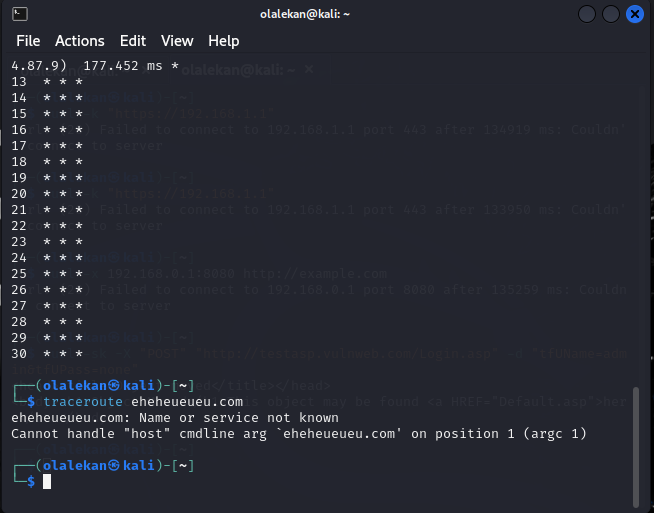 olalekan@kali: ~
File Actions Edit View Help
4.87.9)  177.452 ms *
13  * * *
14  * * *
15  * * *
16  * * *
17  * * *
18  * * *
19  * * *
20  * * *
21  * * *
22  * * *
23  * * *
24  * * *
25  * * *
26  * * *
27  * * *
28  * * *
29  * * *
30  * * *
┌──(olalekan㉿kali)-[~]
└─$ traceroute eheheueueu.com
eheheueueu.com: Name or service not known
Cannot handle "host" cmdline arg `eheheueueu.com' on position 1 (argc 1)
┌──(olalekan㉿kali)-[~]
└─$